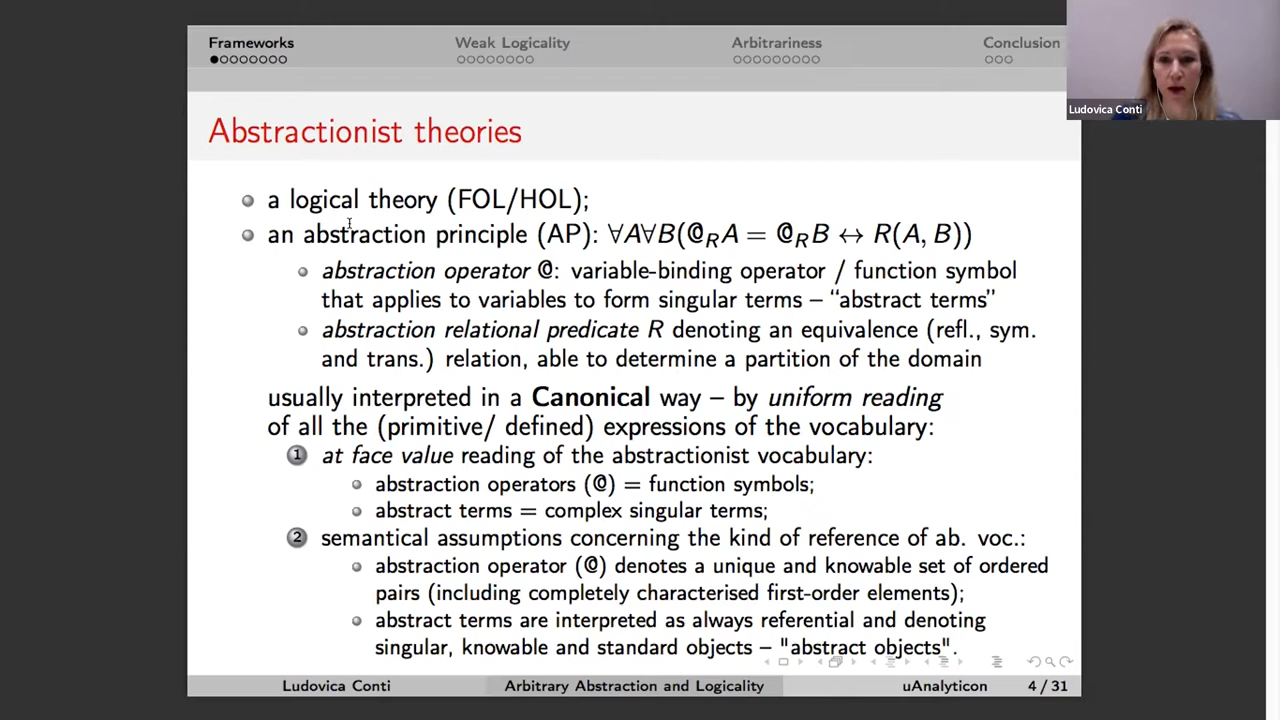 Frameworks Weak Logicality Arbitrariness Conclusion
Ludovica Conti
Abstractionist theories
a logical theory (FOL/HOL);
an abstraction principle (AP): ∀A∀B(@RA = @RB ↔ R(A, B))
abstraction operator @: variable-binding operator / function symbol
that applies to variables to form singular terms – “abstract terms”
abstraction relational predicate R denoting an equivalence (refl., sym.
and trans.) relation, able to determine a partition of the domain
usually interpreted in a Canonical way – by uniform reading
of all the (primitive/ defined) expressions of the vocabulary:
1 at face value reading of the abstractionist vocabulary:
abstraction operators (@) = function symbols;
abstract terms = complex singular terms;
2 semantical assumptions concerning the kind of reference of ab. voc.:
abstraction operator (@) denotes a unique and knowable set of ordered
pairs (including completely characterised first-order elements);
abstract terms are interpreted as always referential and denoting
singular, knowable and standard objects – "abstract objects".
Ludovica Conti Arbitrary Abstraction and Logicality uAnalyticon 4 / 31